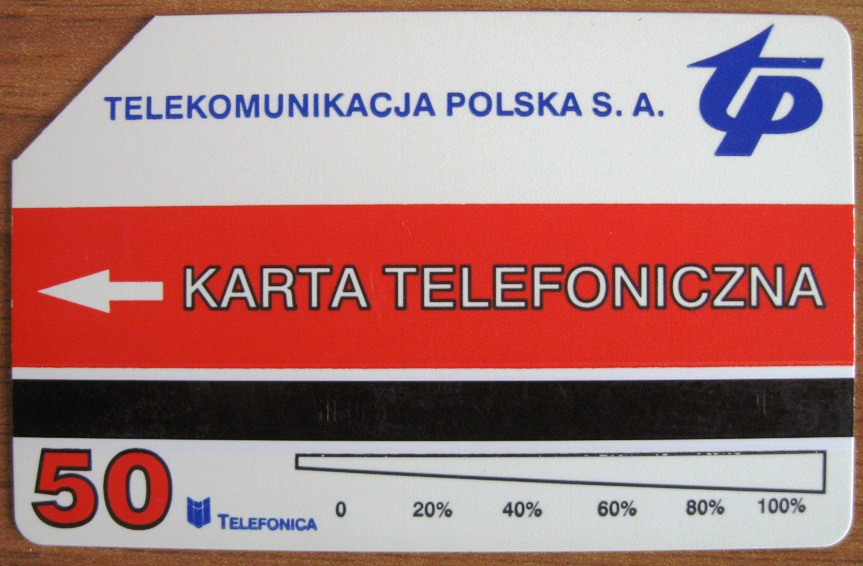 TELEKOMUNIKACJA POLSKA S. A.
tp
KARTA TELEFONICZNA
50
TELEFONICA
0 20% 40% 60% 80% 100%